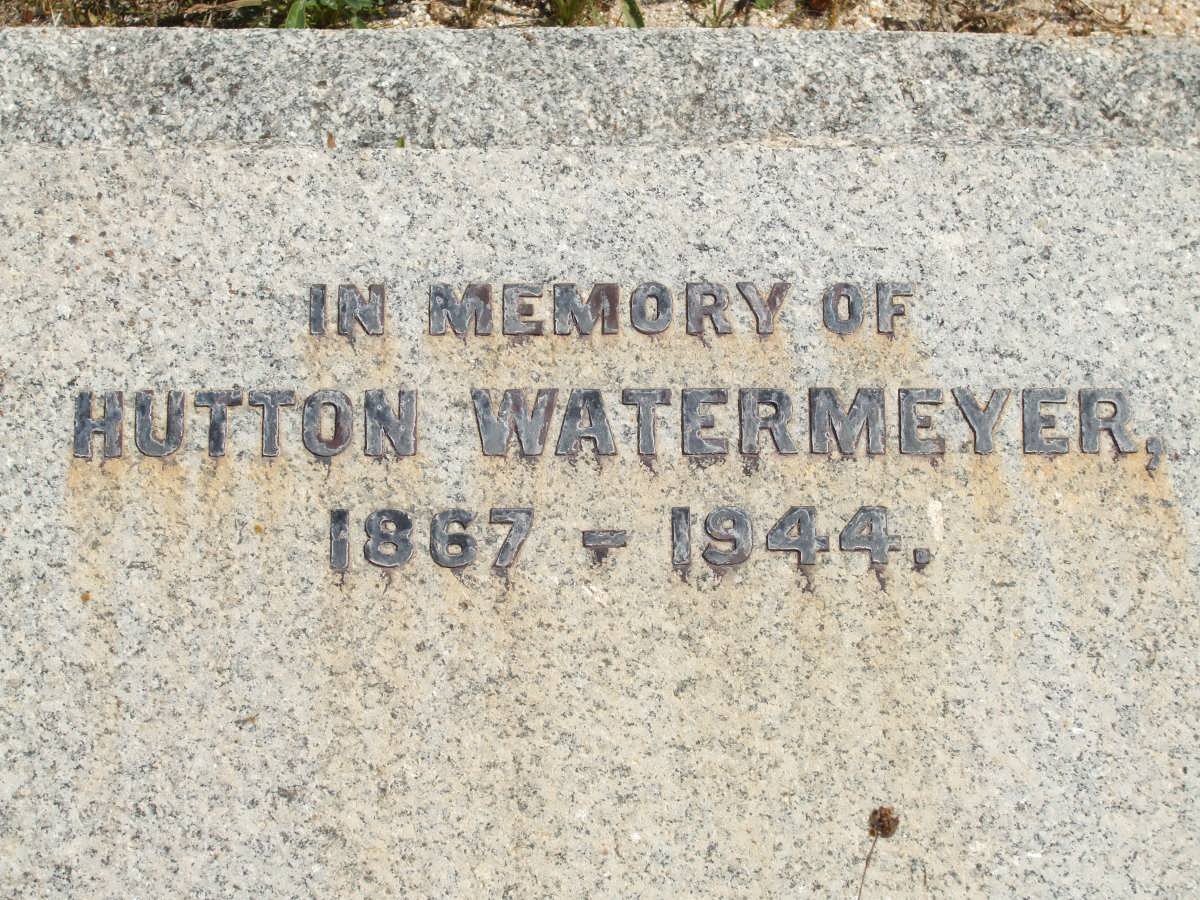 IN MEMORY OF
HUTTON WATERMEYER,
1867 - 1944.